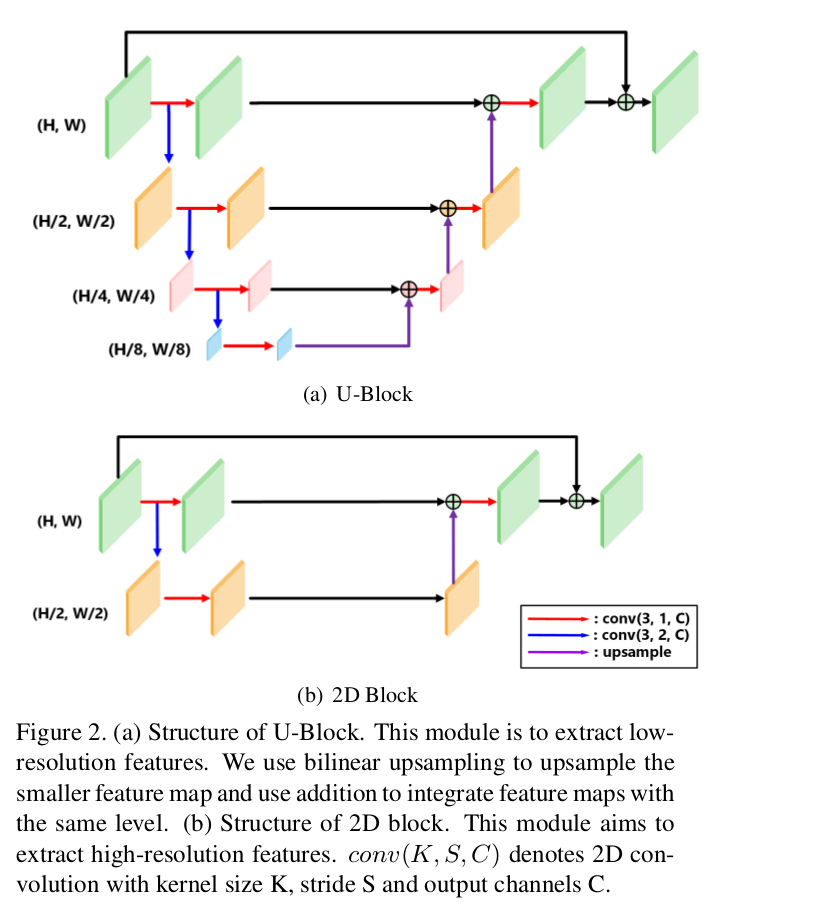 (H, W)
(H/2, W/2)
(H/4, W/4)
(H/8, W/8)
(a) U-Block
(H, W)
(H/2, W/2)
: conv(3, 1, C)
: conv(3, 2, C)
: upsample
(b) 2D Block
Figure 2. (a) Structure of U-Block. This module is to extract low-
resolution features. We use bilinear upsampling to upsample the
smaller feature map and use addition to integrate feature maps with
the same level. (b) Structure of 2D block. This module aims to
extract high-resolution features. conv(K, S, C) denotes 2D con-
volution with kernel size K, stride S and output channels C.